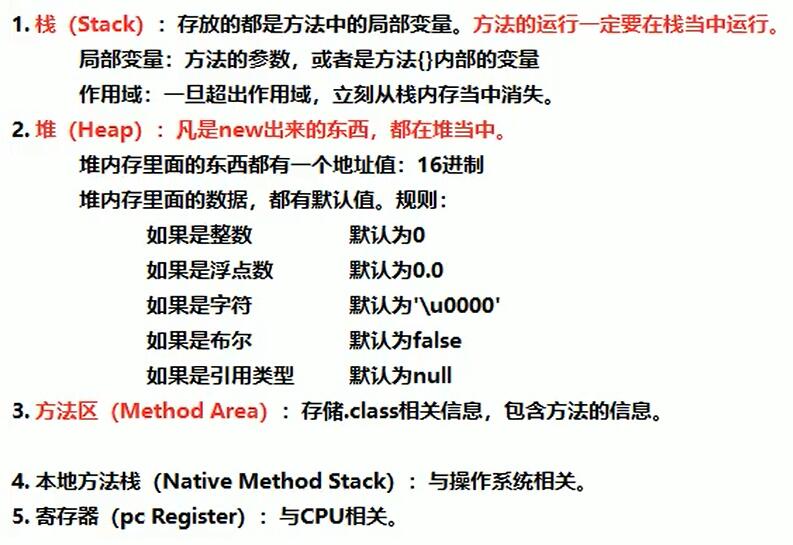 1. 栈（Stack）：存放的都是方法中的局部变量。方法的运行一定要在栈当中运行。
局部变量：方法的参数，或者是方法{}内部的变量
作用域：一旦超出作用域，立刻从栈内存当中消失。
2. 堆（Heap）：凡是new出来的东西，都在堆当中。
堆内存里面的东西都有一个地址值：16进制
堆内存里面的数据，都有默认值。规则：
如果是整数 默认为0
如果是浮点数 默认为0.0
如果是字符 默认为'\u0000'
如果是布尔 默认为false
如果是引用类型 默认为null
3. 方法区（Method Area）：存储.class相关信息，包含方法的信息。
4. 本地方法栈（Native Method Stack）：与操作系统相关。
5. 寄存器（pc Register）：与CPU相关。